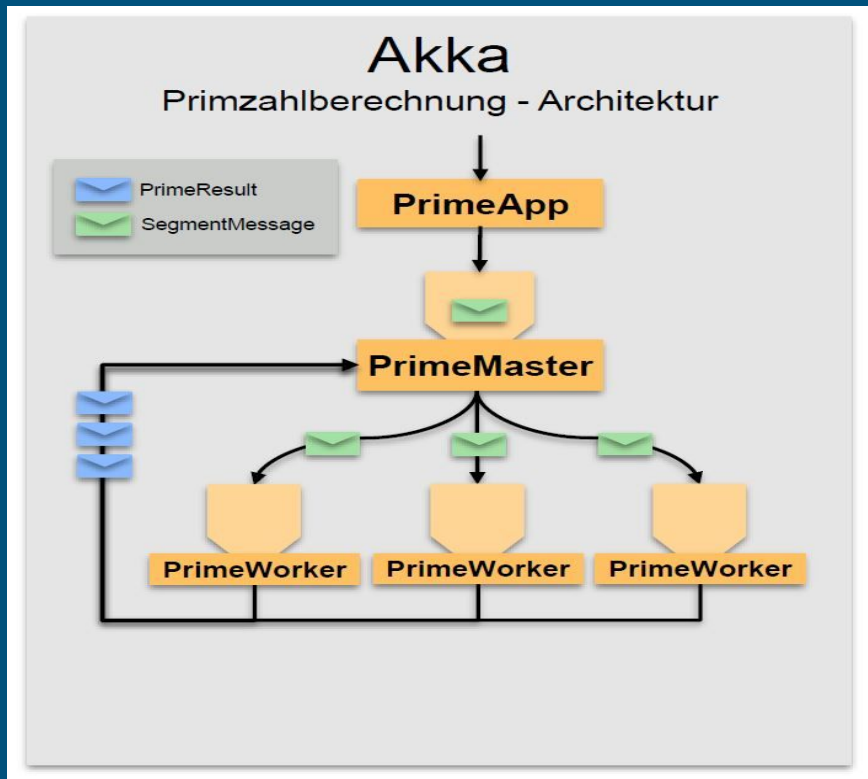 Akka
Primzahlberechnung - Architektur
PrimeResult
SegmentMessage
PrimeApp
PrimeMaster
PrimeWorker
PrimeWorker
PrimeWorker